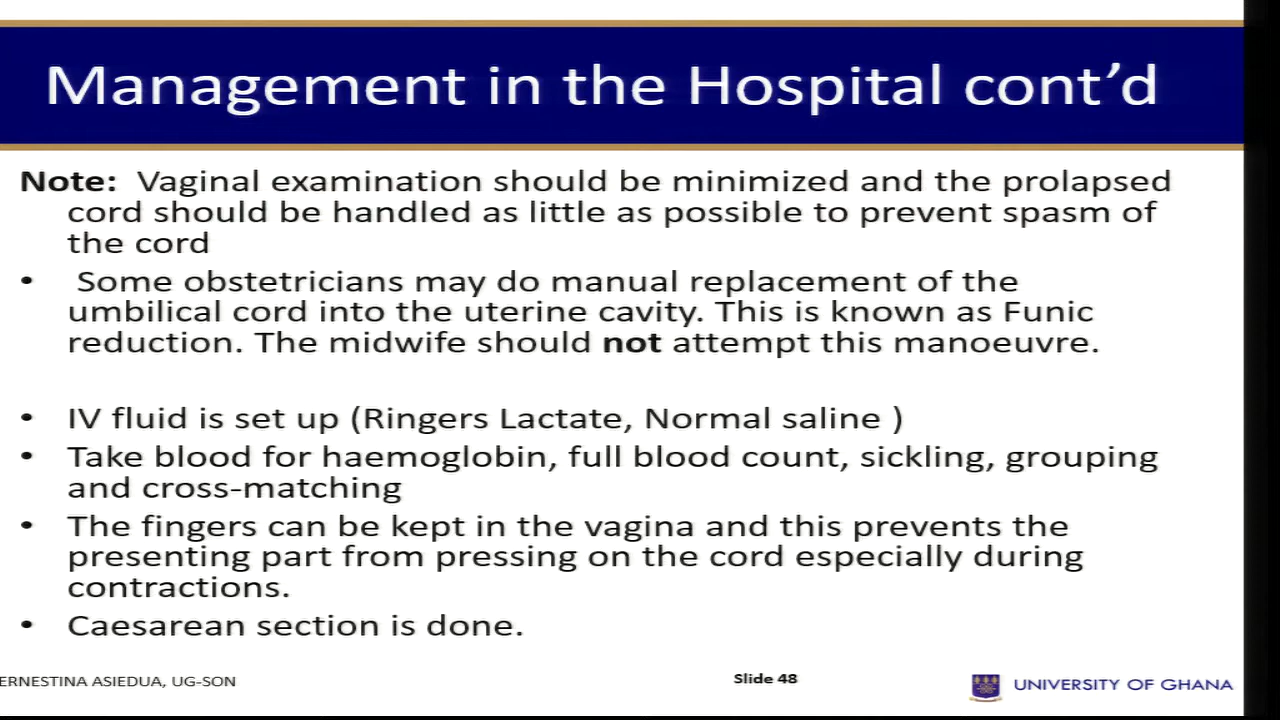 Management in the Hospital cont’d
Note: Vaginal examination should be minimized and the prolapsed
cord should be handled as little as possible to prevent spasm of
the cord
• Some obstetricians may do manual replacement of the
umbilical cord into the uterine cavity. This is known as Funic
reduction. The midwife should not attempt this manoeuvre.
• IV fluid is set up (Ringers Lactate, Normal saline )
• Take blood for haemoglobin, full blood count, sickling, grouping
and cross-matching
• The fingers can be kept in the vagina and this prevents the
presenting part from pressing on the cord especially during
contractions.
• Caesarean section is done.
ERNESTINA ASIEDUA, UG-SON
Slide 48
UNIVERSITY OF GHANA